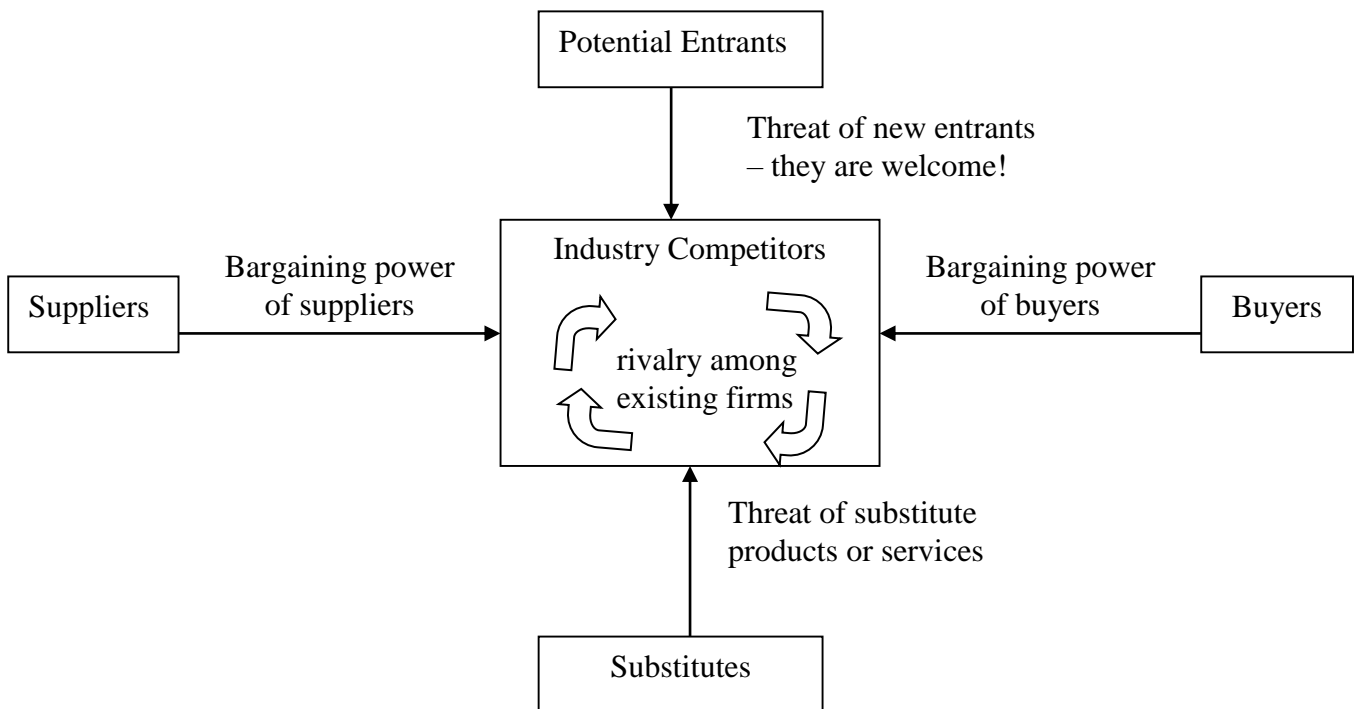 Potential Entrants
Threat of new entrants
– they are welcome!
Industry Competitors
Bargaining power
of suppliers
Bargaining power
of buyers
Suppliers
Buyers
rivalry among
existing firms
Threat of substitute
products or services
Substitutes